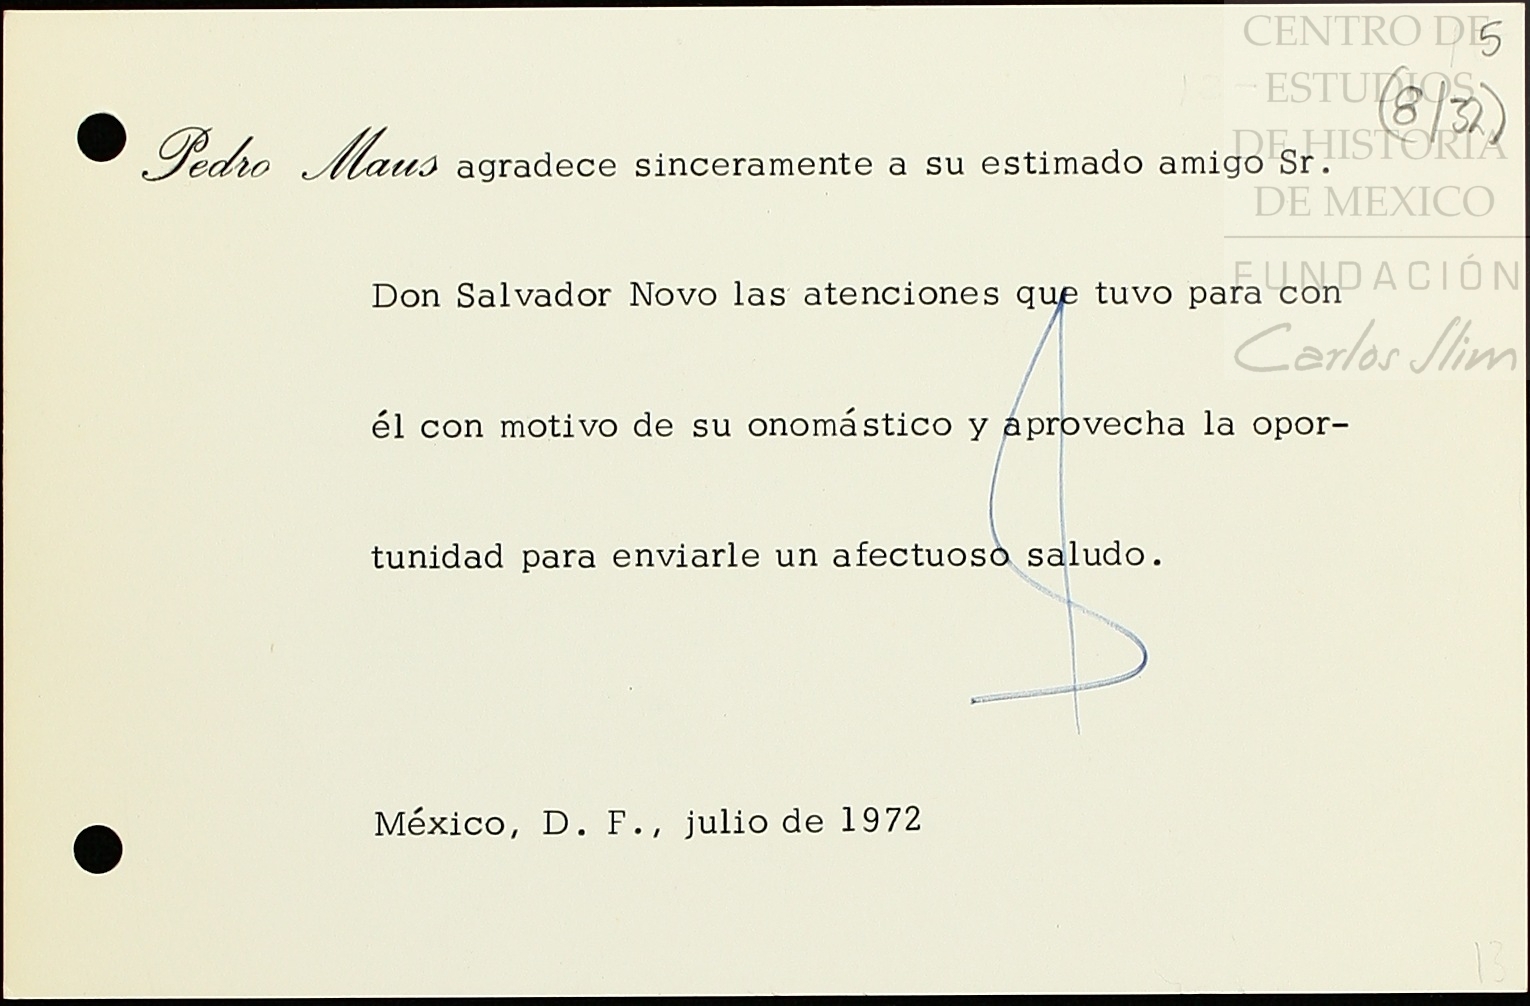 CENTRO DE
ESTUDIOS
DE HISTORIA
DE MEXICO
FUNDACIÓN
Carlos Slim
5
(8/32)
Pedro Maus agradece sinceramente a su estimado amigo Sr.
Don Salvador Novo las atenciones que tuvo para con
él con motivo de su onomástico y aprovecha la opor-
tunidad para enviarle un afectuoso saludo.
México, D. F., julio de 1972
13